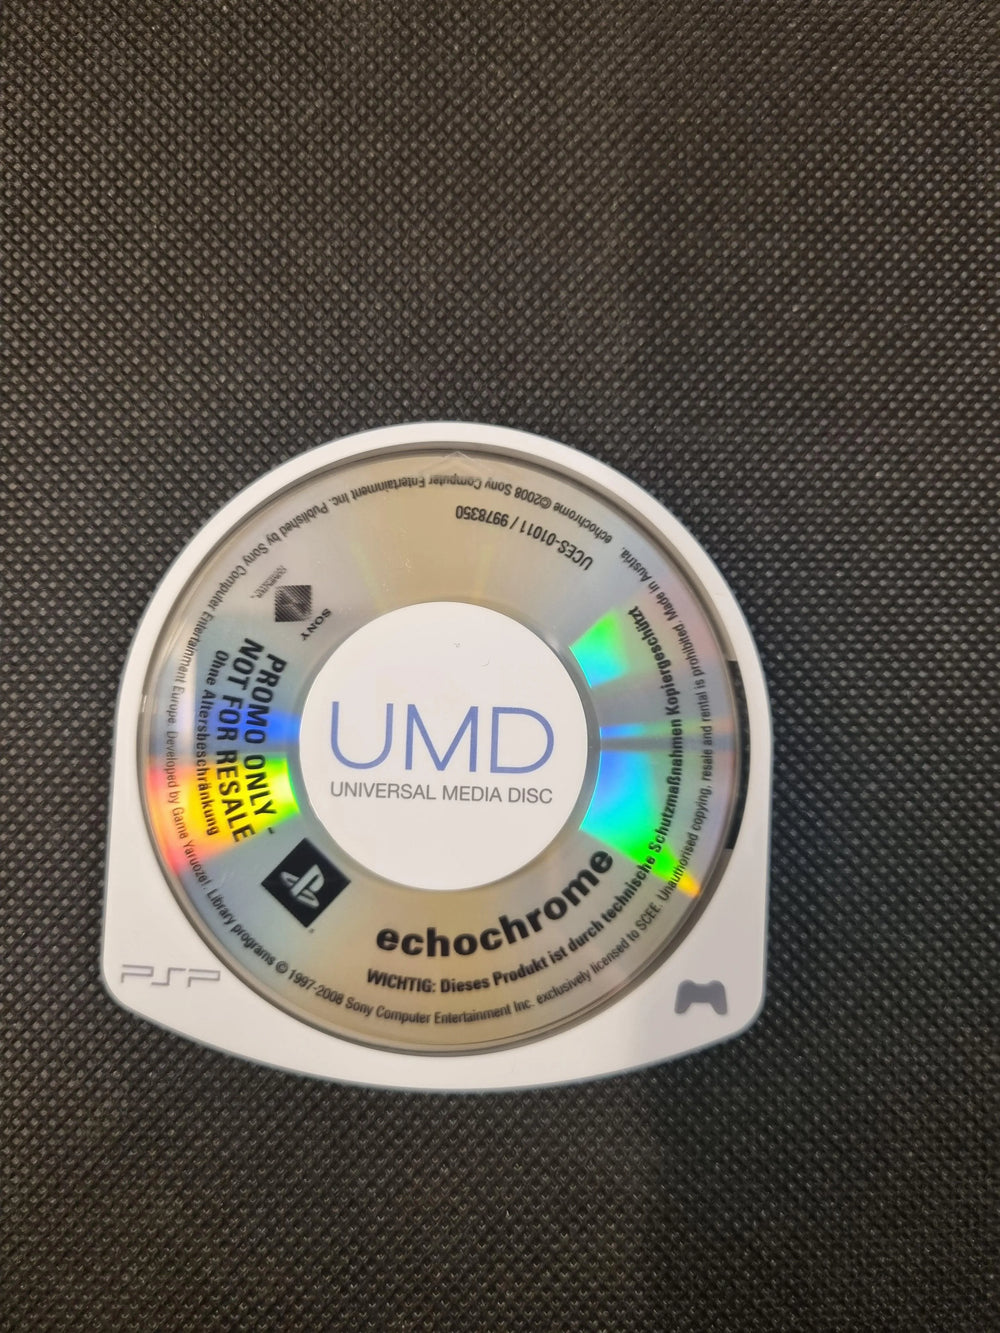 UMD
UNIVERSAL MEDIA DISC
echochrome
WICHTIG: Dieses Produkt ist durch technische Schutzmaßnahmen Kopiergeschützt
PROMO ONLY -
NOT FOR RESALE
Ohne Altersbeschränkung
SONY
UCES-01011 / 9978350
echochrome ©2008 Sony Computer Entertainment Inc. Published by Sony Computer Entertainment Europe. Developed by Game Yaruoze!. Library programs © 1997-2008 Sony Computer Entertainment Inc. exclusively licensed to SCEE. Unauthorised copying, resale and rental is prohibited. Made in Austria.
PSP